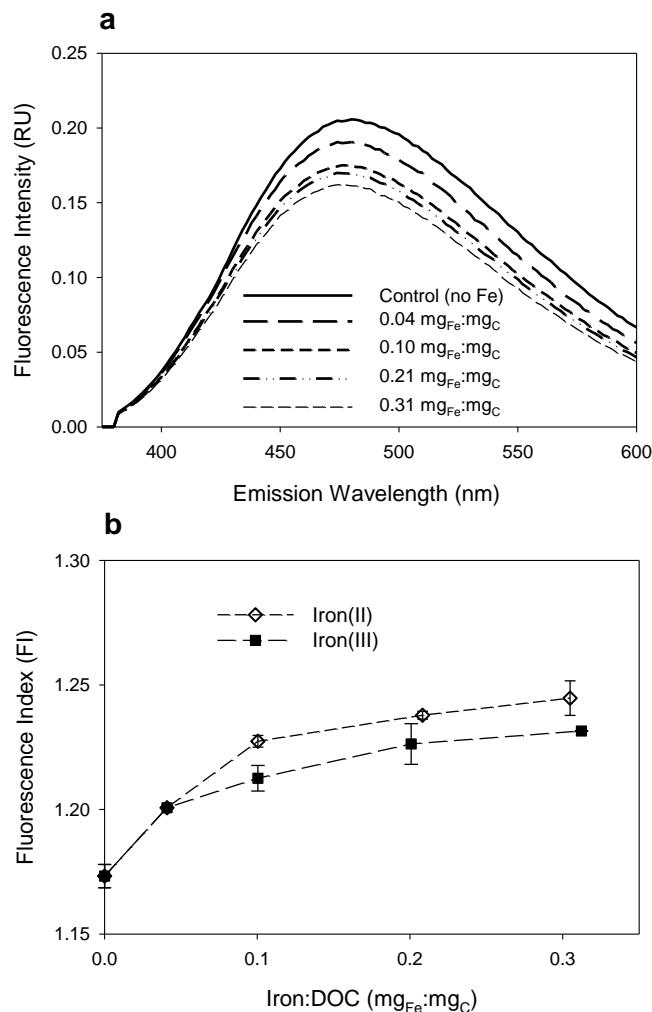 a
0.25
0.20
0.15
0.10
0.05
0.00
Fluorescence Intensity (RU)
Control (no Fe)
0.04 mgFe:mgC
0.10 mgFe:mgC
0.21 mgFe:mgC
0.31 mgFe:mgC
400 450 500 550 600
Emission Wavelength (nm)
b
1.30
1.25
1.20
1.15
Fluorescence Index (FI)
Iron(II)
Iron(III)
0.0 0.1 0.2 0.3
Iron:DOC (mgFe:mgC)